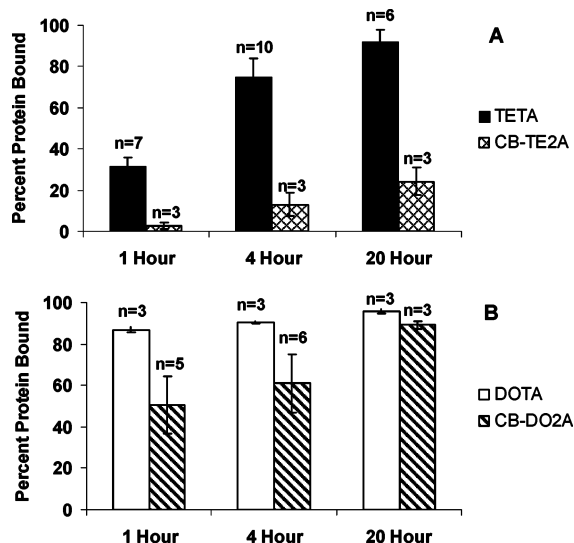 Percent Protein Bound
100
80
60
40
20
0
n=7
n=3
n=10
n=3
n=6
n=3
1 Hour
4 Hour
20 Hour
A
TETA
CB-TE2A
Percent Protein Bound
100
80
60
40
20
0
n=3
n=5
n=3
n=6
n=3
n=3
1 Hour
4 Hour
20 Hour
B
DOTA
CB-DO2A